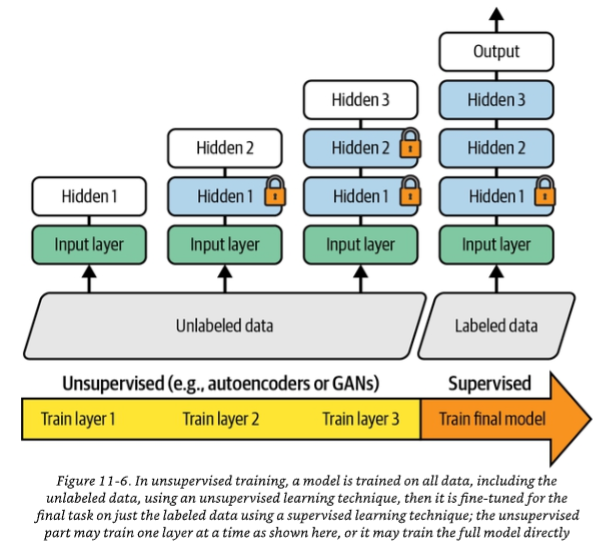 Output
Hidden 3
Hidden 3
Hidden 2
Hidden 2
Hidden 2
Hidden 1
Hidden 1
Hidden 1
Hidden 1
Input layer
Input layer
Input layer
Input layer
Unlabeled data
Labeled data
Unsupervised (e.g., autoencoders or GANs)
Supervised
Train layer 1
Train layer 2
Train layer 3
Train final model
Figure 11-6. In unsupervised training, a model is trained on all data, including the
unlabeled data, using an unsupervised learning technique, then it is fine-tuned for the
final task on just the labeled data using a supervised learning technique; the unsupervised
part may train one layer at a time as shown here, or it may train the full model directly